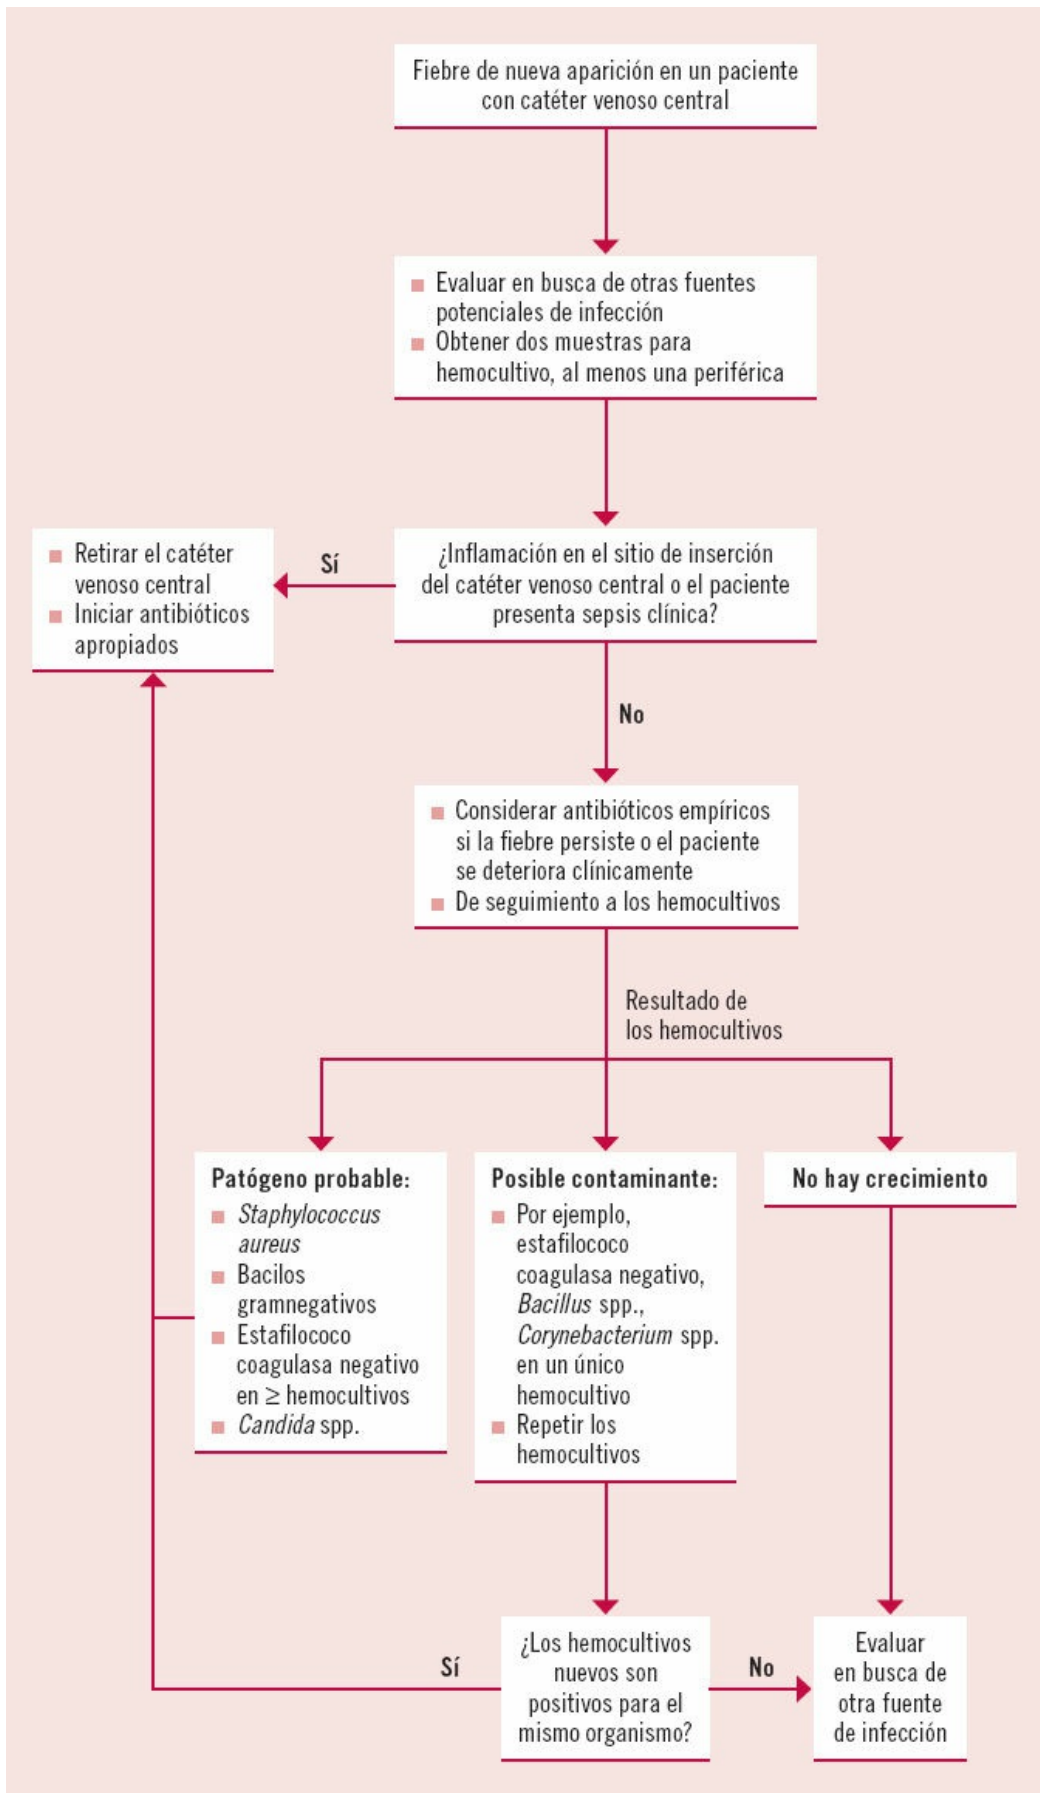 Fiebre de nueva aparición en un paciente
con catéter venoso central
Evaluar en busca de otras fuentes
potenciales de infección
Obtener dos muestras para
hemocultivo, al menos una periférica
¿Inflamación en el sitio de inserción
del catéter venoso central o el paciente
presenta sepsis clínica?
Sí
Retirar el catéter
venoso central
Iniciar antibióticos
apropiados
No
Considerar antibióticos empíricos
si la fiebre persiste o el paciente
se deteriora clínicamente
De seguimiento a los hemocultivos
Resultado de
los hemocultivos
Patógeno probable:
Staphylococcus
aureus
Bacilos
gramnegativos
Estafilococo
coagulasa negativo
en ≥ hemocultivos
Candida spp.
Posible contaminante:
Por ejemplo,
estafilococo
coagulasa negativo,
Bacillus spp.,
Corynebacterium spp.
en un único
hemocultivo
Repetir los
hemocultivos
No hay crecimiento
¿Los hemocultivos
nuevos son
positivos para el
mismo organismo?
Sí
No
Evaluar
en busca de
otra fuente
de infección